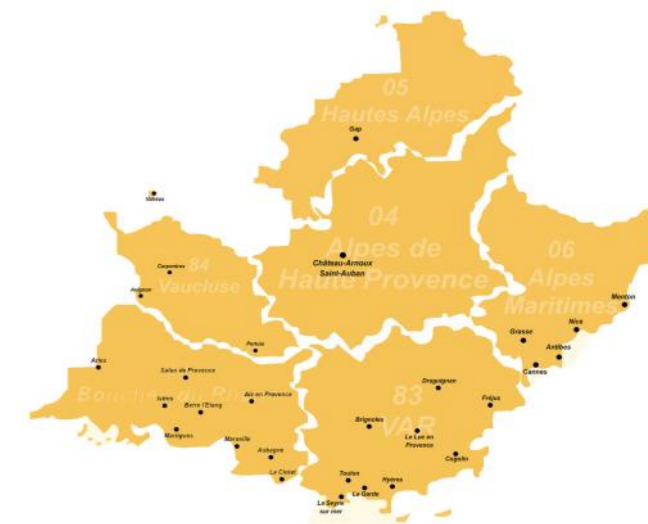 05
Hautes Alpes
Gap
Valréas
04
Alpes de
Haute Provence
Château-Arnoux
Saint-Auban
06
Alpes
Maritimes
84
Vaucluse
Carpentras
Avignon
Pertuis
Menton
Nice
Grasse
Antibes
Cannes
Arles
Salon de Provence
Istres
Berre l'Etang
Aix en Provence
Martigues
Marseille
Aubagne
La Ciotat
83
VAR
Draguignan
Fréjus
Brignoles
Le Luc en
Provence
Cogolin
Toulon
Hyères
La Garde
La Seyne
sur mer